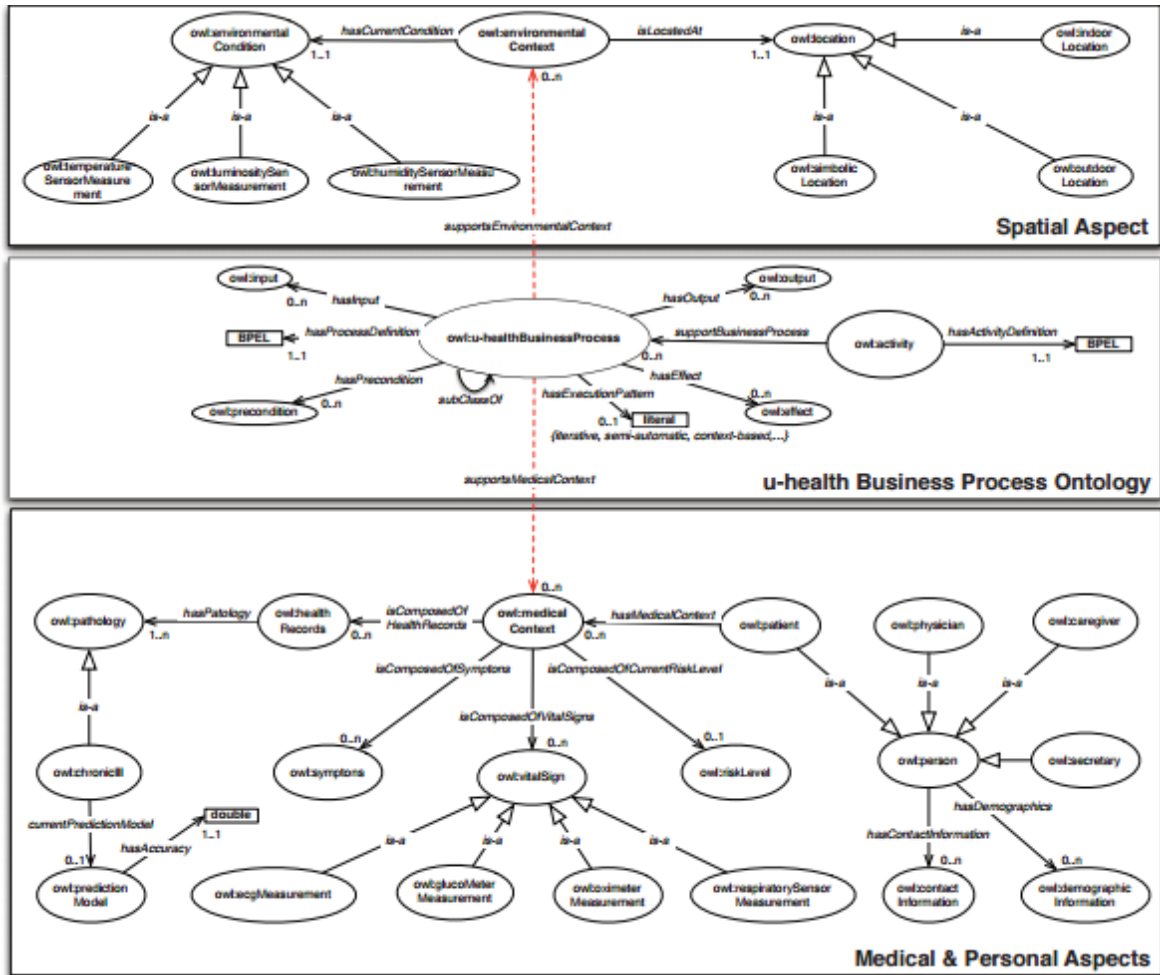 owl:environmental
Condition
hasCurrentCondition
1..1
owl:environmental
Context
0..n
isLocatedAt
1..1
owl:location
is-a
owl:indoor
Location
is-a
is-a
is-a
is-a
is-a
owl:temperature
SensorMeasure
ment
owl:luminositySen
sorMeasurement
owl:humiditySensorMeasu
rement
owl:simbolic
Location
owl:outdoor
Location
supportsEnvironmentalContext
Spatial Aspect
owl:input
0..n
hasInput
hasOutput
owl:output
0..n
BPEL
hasProcessDefinition
1..1
owl:u-healthBusinessProcess
supportBusinessProcess
0..n
owl:activity
hasActivityDefinition
1..1
BPEL
hasPrecondition
0..n
owl:precondition
subClassOf
hasExecutionPattern
0..1
literal
{iterative, semi-automatic, context-based,...}
hasEffect
0..n
owl:effect
supportsMedicalContext
u-health Business Process Ontology
0..n
owl:pathology
hasPatology
1..n
owl:health
Records
isComposedOf
HealthRecords
0..n
owl:medical
Context
hasMedicalContext
0..n
owl:patient
owl:physician
owl:caregiver
isComposedOfSymptons
isComposedOfCurrentRiskLevel
is-a
is-a
is-a
is-a
isComposedOfVitalSigns
0..n
0..n
0..1
owl:chronicIll
owl:symptons
owl:vitalSign
owl:riskLevel
owl:person
owl:secretary
currentPredictionModel
0..1
hasAccuracy
double
1..1
is-a
is-a
is-a
is-a
hasDemographics
hasContactInformation
0..n
0..n
owl:prediction
Model
owl:ecgMeasurement
owl:glucoMeter
Measurement
owl:oximeter
Measurement
owl:respiratorySensor
Measurement
owl:contact
Information
owl:demographic
Information
Medical & Personal Aspects